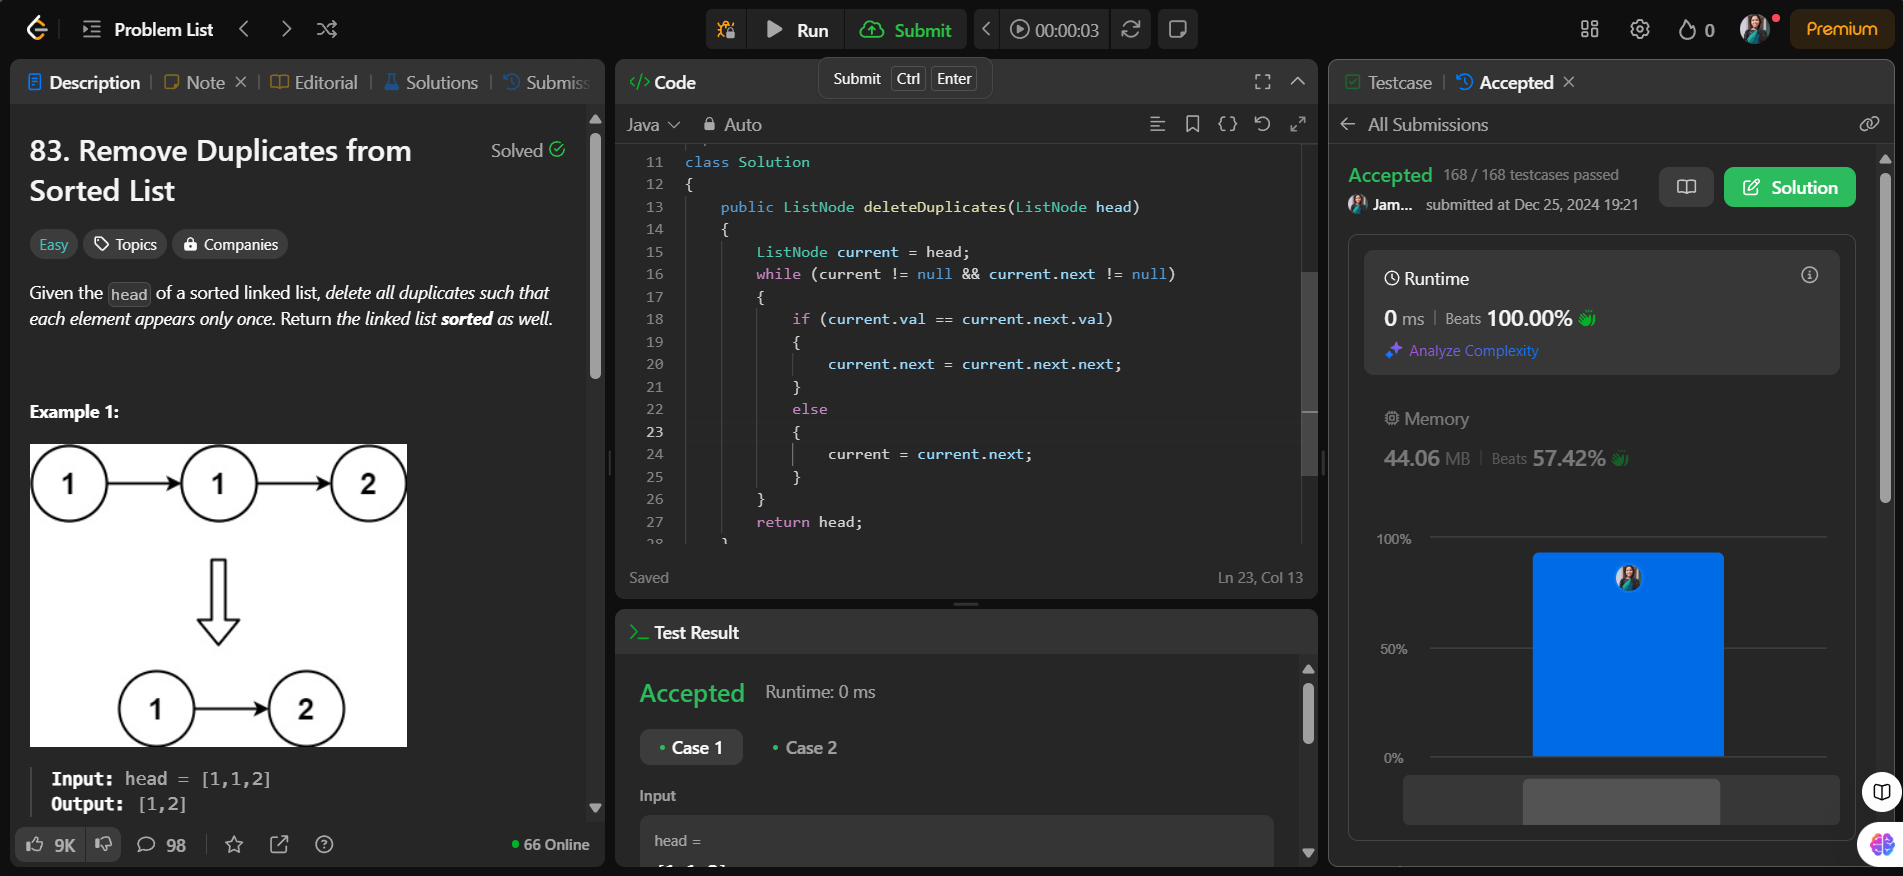 Problem List
Run
Submit
00:00:03
0
Premium
Description
Note
Editorial
Solutions
83. Remove Duplicates from
Sorted List
Solved
Easy
Topics
Companies
Given the head of a sorted linked list, delete all duplicates such that
each element appears only once. Return the linked list sorted as well.
Example 1:
1
1
2
1
2
Input: head = [1,1,2]
Output: [1,2]
9K
98
66 Online
</> Code
Submit Ctrl Enter
Java
Auto
11 class Solution
12 {
13 public ListNode deleteDuplicates(ListNode head)
14 {
15 ListNode current = head;
16 while (current != null && current.next != null)
17 {
18 if (current.val == current.next.val)
19 {
20 current.next = current.next.next;
21 }
22 else
23 {
24 current = current.next;
25 }
26 }
27 return head;
28 }
Saved
Ln 23, Col 13
Test Result
Accepted
Runtime: 0 ms
Case 1
Case 2
Input
head =
Testcase
Accepted
All Submissions
Accepted 168 / 168 testcases passed
Jam... submitted at Dec 25, 2024 19:21
Solution
Runtime
0 ms | Beats 100.00%
Analyze Complexity
Memory
44.06 MB | Beats 57.42%
100%
50%
0%